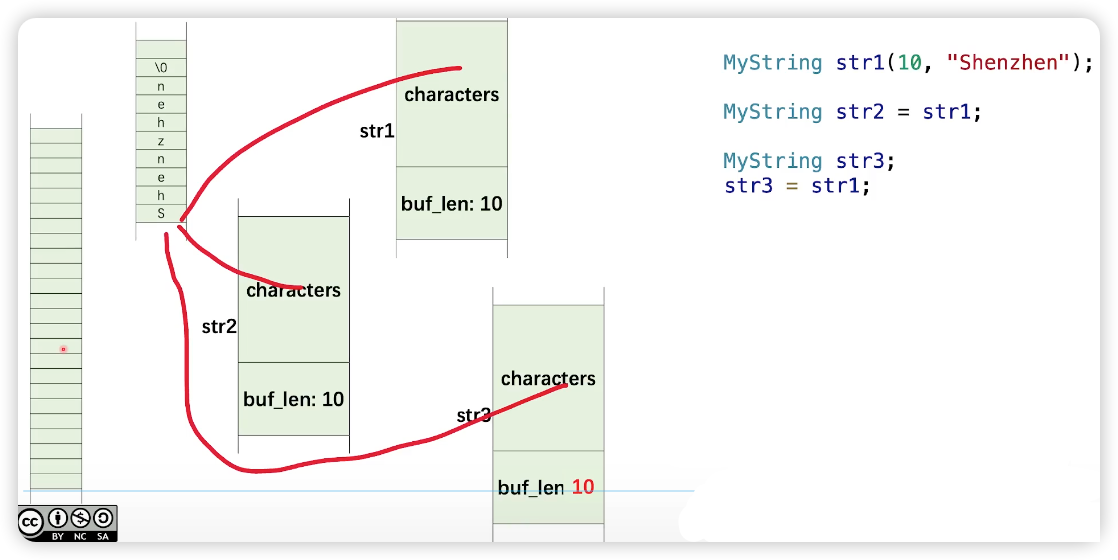 \0
n
e
h
z
n
e
h
S
characters
str1
buf_len: 10
characters
str2
buf_len: 10
characters
str3
buf_len 10
MyString str1(10, "Shenzhen");
MyString str2 = str1;
MyString str3;
str3 = str1;
cc
BY NC SA